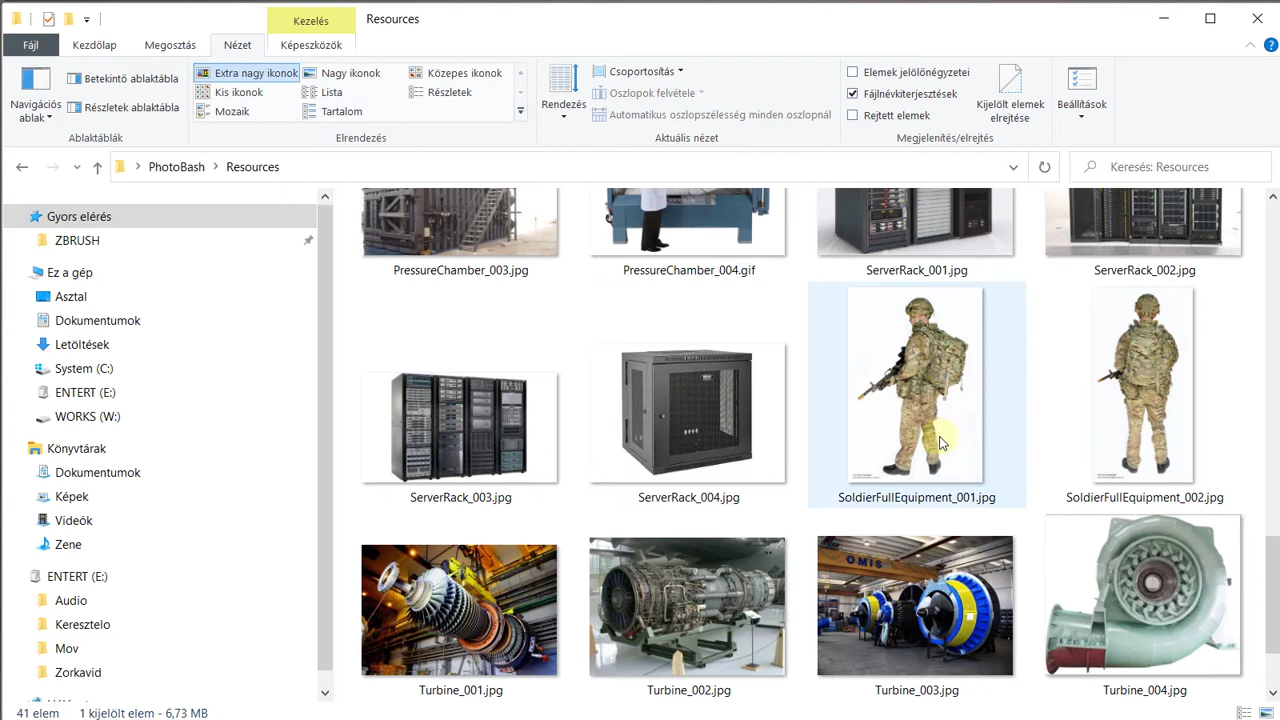 Kezelés
Resources
Fájl
Kezdőlap
Megosztás
Nézet
Képeszközök
Navigációs ablak
Betekintő ablaktábla
Részletek ablaktábla
Ablaktáblák
Extra nagy ikonok
Nagy ikonok
Közepes ikonok
Kis ikonok
Lista
Részletek
Mozaik
Tartalom
Elrendezés
Rendezés
Csoportosítás
Oszlopok felvétele
Automatikus oszlopszélesség minden oszlopnál
Aktuális nézet
Elemek jelölőnégyzetei
Fájlnévkiterjesztések
Rejtett elemek
Kijelölt elemek elrejtése
Megjelenítés/elrejtés
Beállítások
PhotoBash
Resources
Keresés: Resources
Gyors elérés
ZBRUSH
Ez a gép
Asztal
Dokumentumok
Letöltések
System (C:)
ENTERT (E:)
WORKS (W:)
Könyvtárak
Dokumentumok
Képek
Videók
Zene
ENTERT (E:)
Audio
Keresztelo
Mov
Zorkavid
PressureChamber_003.jpg
PressureChamber_004.gif
ServerRack_001.jpg
ServerRack_002.jpg
ServerRack_003.jpg
ServerRack_004.jpg
SoldierFullEquipment_001.jpg
SoldierFullEquipment_002.jpg
OMIS
Turbine_001.jpg
Turbine_002.jpg
Turbine_003.jpg
Turbine_004.jpg
41 elem
1 kijelölt elem - 6,73 MB